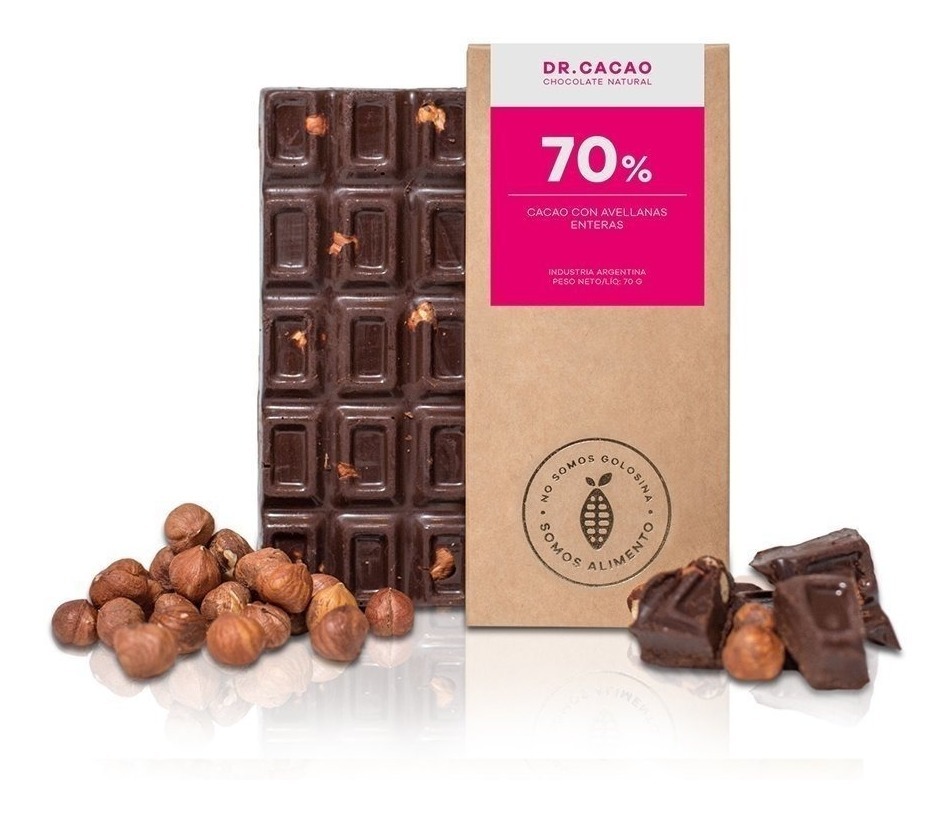 DR.CACAO
CHOCOLATE NATURAL
70%
CACAO CON AVELLANAS
ENTERAS
INDUSTRIA ARGENTINA
PESO NETO/LÍQ: 70 G
• NO SOMOS GOLOSINA •
SOMOS ALIMENTO